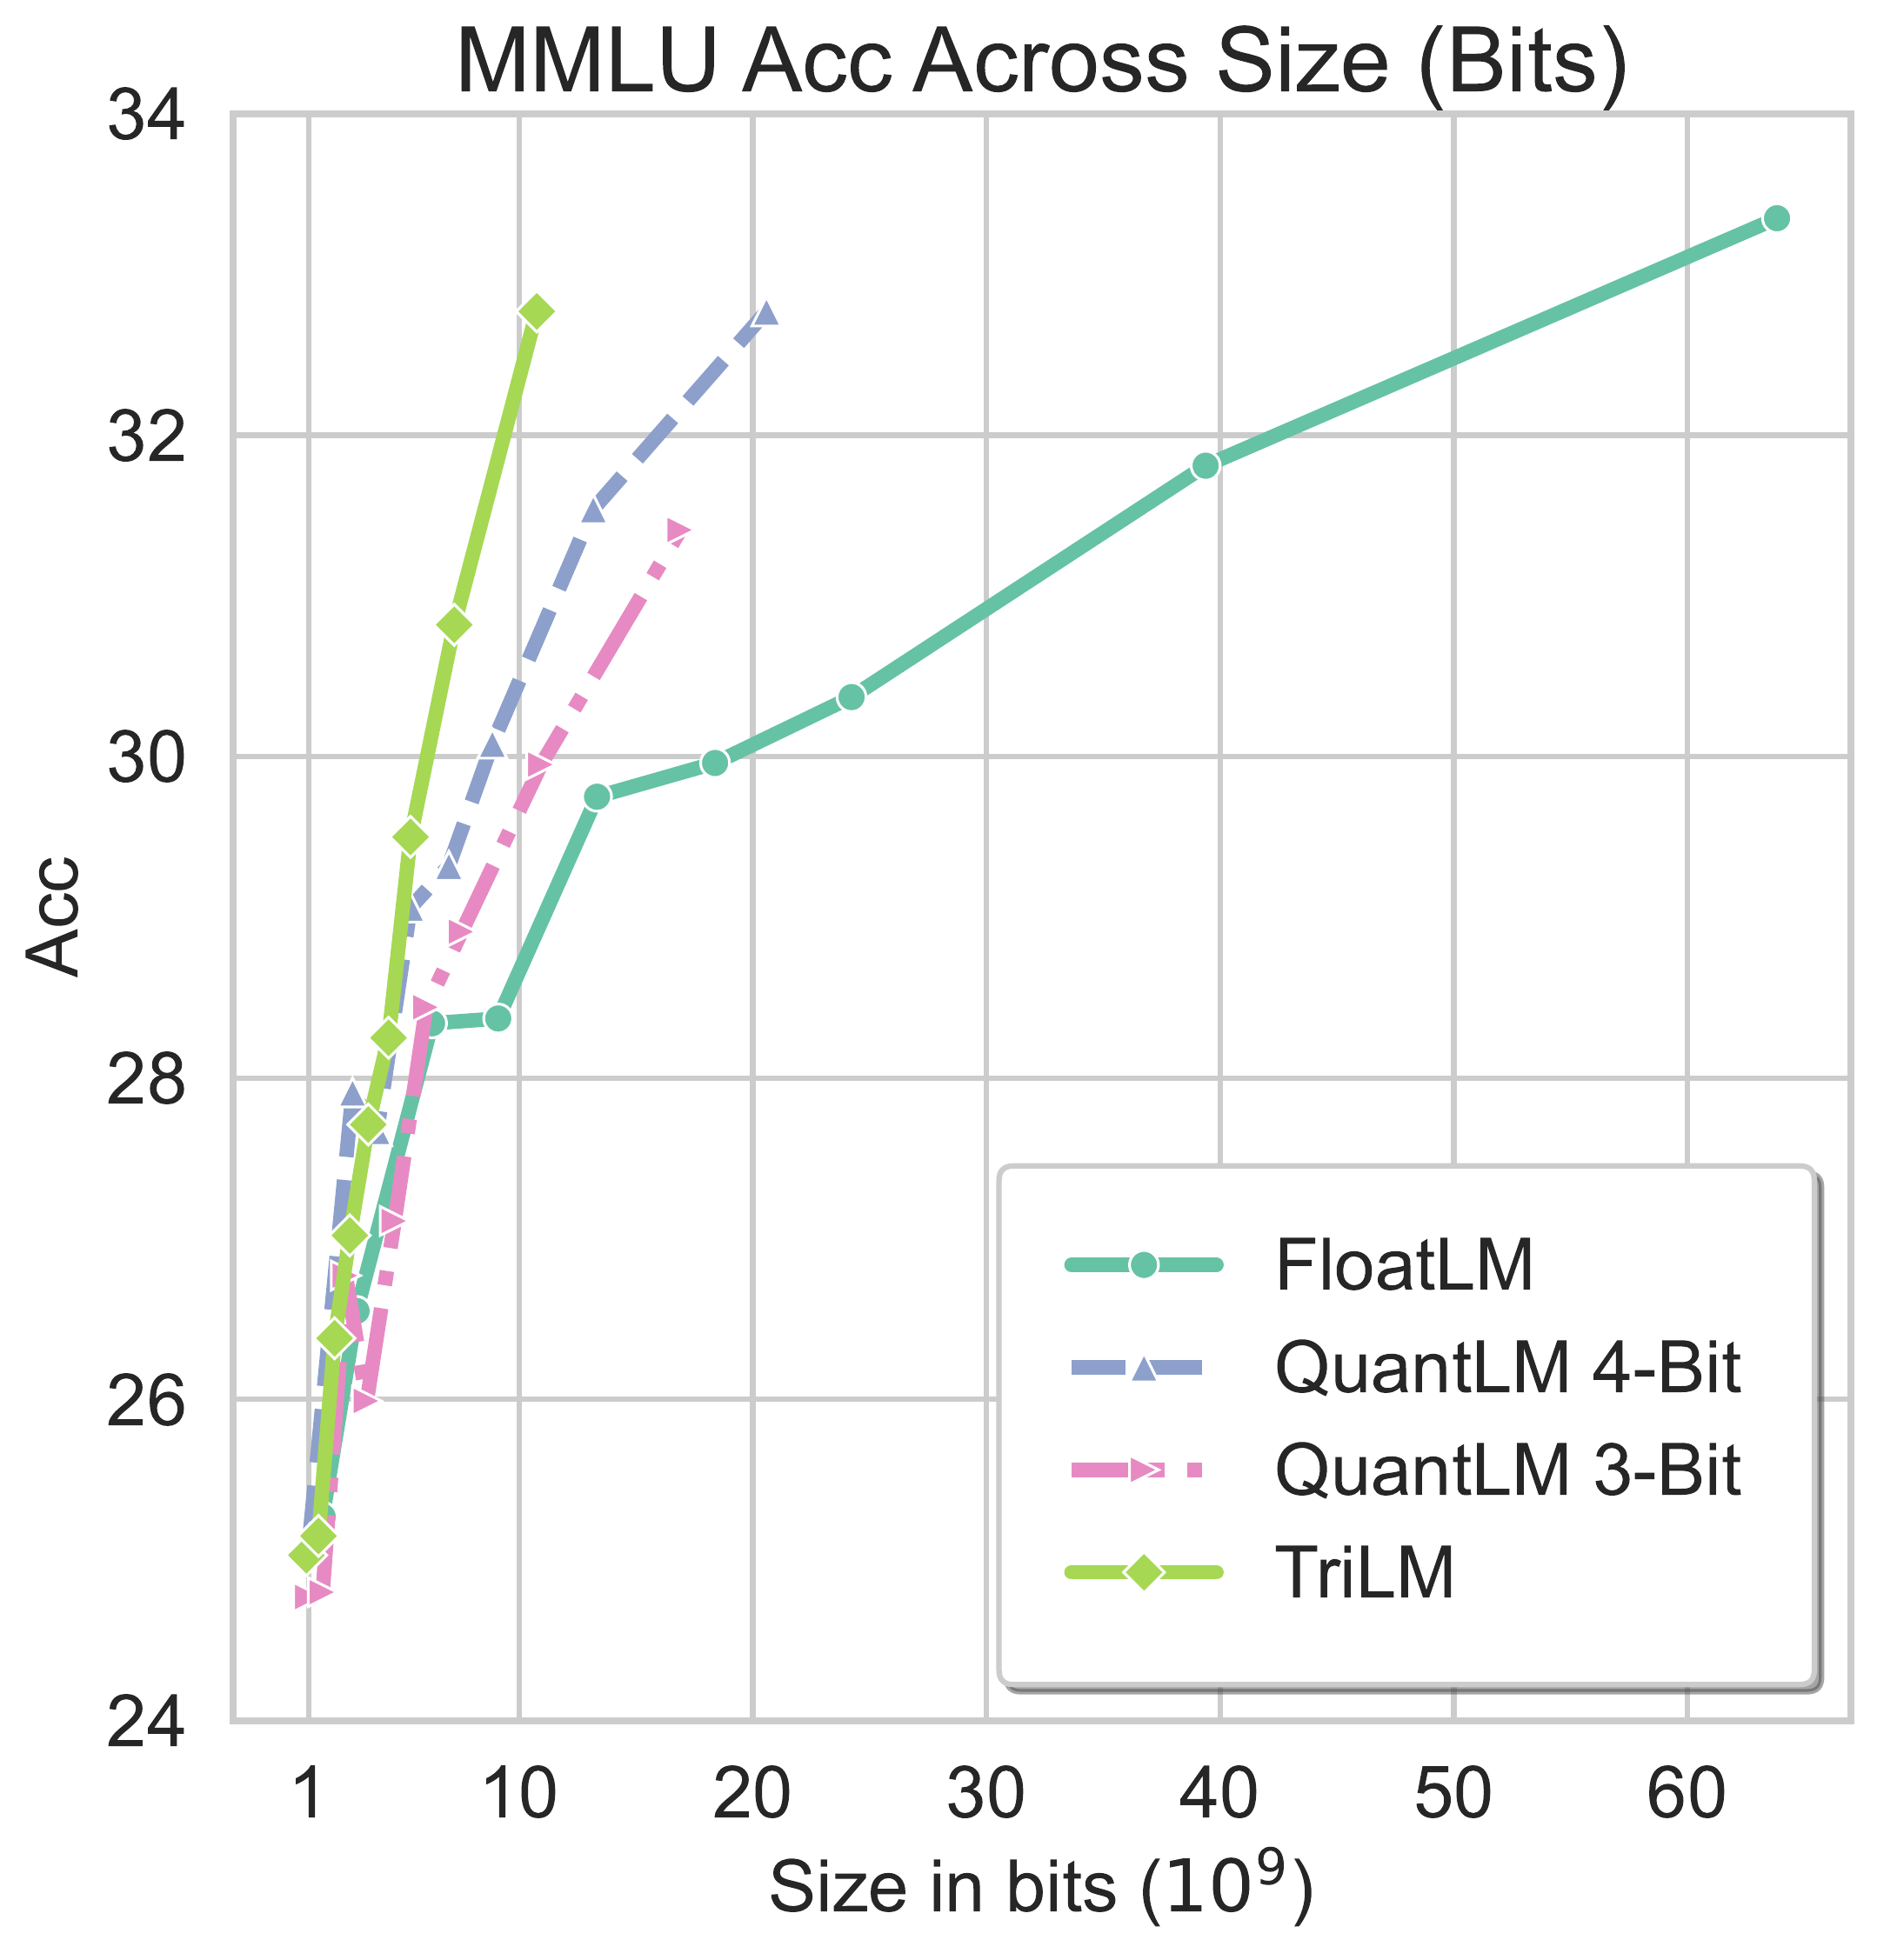 MMLU Acc Across Size (Bits)
34
32
30
28
26
24
Acc
FloatLM
QuantLM 4-Bit
QuantLM 3-Bit
TriLM
1 10 20 30 40 50 60
Size in bits (10⁹)